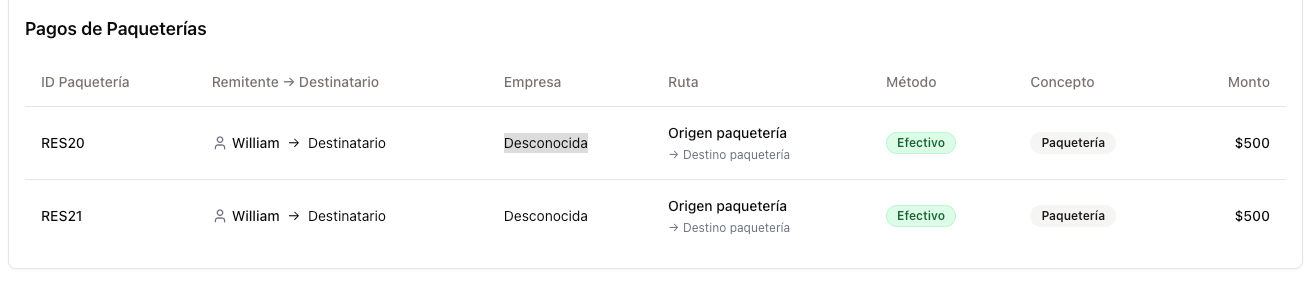 Pagos de Paqueterías
ID Paquetería Remitente → Destinatario Empresa Ruta Método Concepto Monto
RES20 William → Destinatario Desconocida Origen paquetería Efectivo Paquetería $500
→ Destino paquetería
RES21 William → Destinatario Desconocida Origen paquetería Efectivo Paquetería $500
→ Destino paquetería